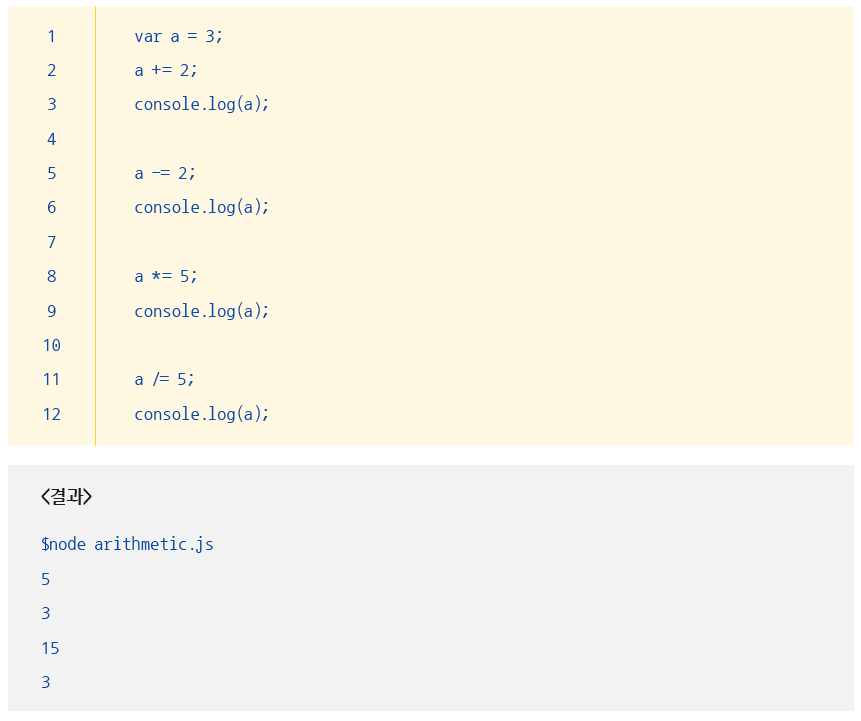 1 var a = 3;
2 a += 2;
3 console.log(a);
4
5 a -= 2;
6 console.log(a);
7
8 a *= 5;
9 console.log(a);
10
11 a /= 5;
12 console.log(a);
<결과>
$node arithmetic.js
5
3
15
3